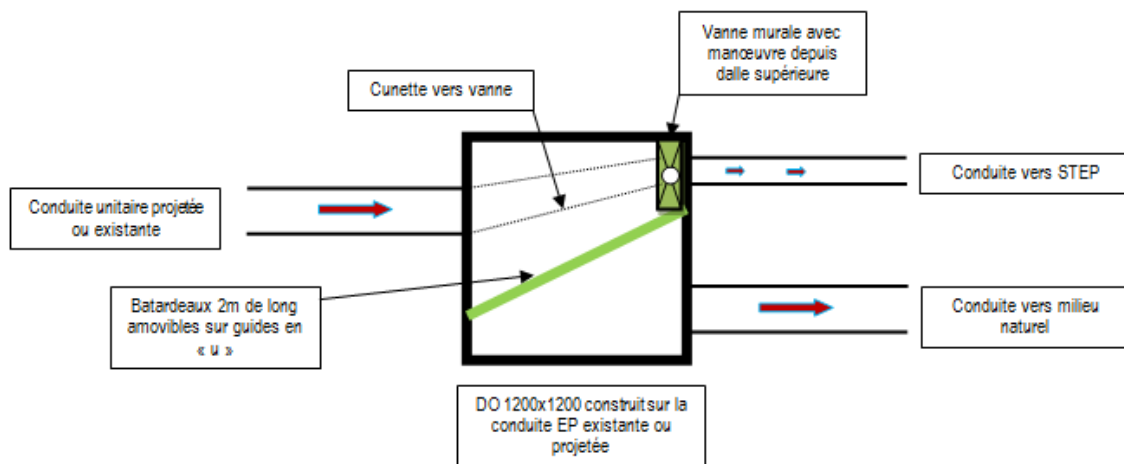 Vanne murale avec
manœuvre depuis
dalle supérieure
Cunette vers vanne
Conduite vers STEP
Conduite unitaire projetée
ou existante
Batardeaux 2m de long
amovibles sur guides en
« u »
Conduite vers milieu
naturel
DO 1200x1200 construit sur la
conduite EP existante ou
projetée